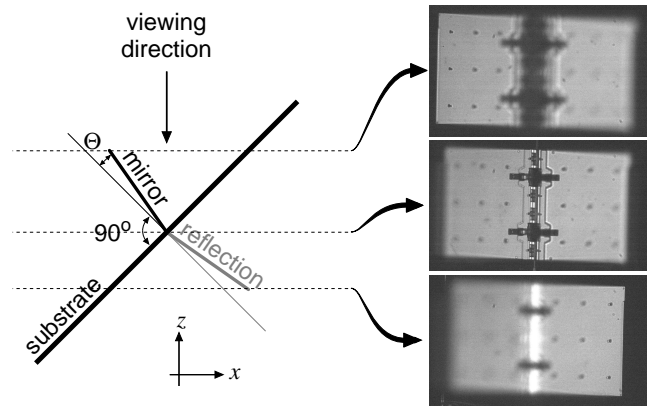 viewing
direction
Θ
mirror
90°
reflection
substrate
z
x